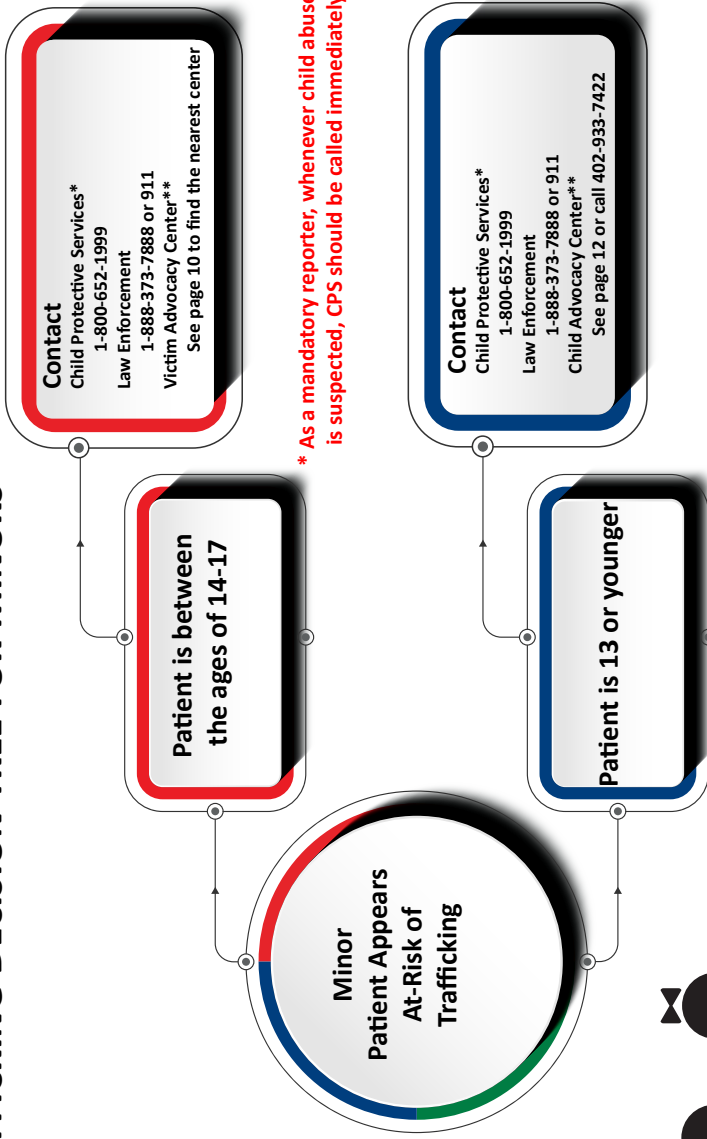 Minor
Patient Appears
At-Risk of
Trafficking
Patient is between
the ages of 14-17
Contact
Child Protective Services*
1-800-652-1999
Law Enforcement
1-888-373-7888 or 911
Victim Advocacy Center**
See page 10 to find the nearest center
* As a mandatory reporter, whenever child abuse
is suspected, CPS should be called immediately
Patient is 13 or younger
Contact
Child Protective Services*
1-800-652-1999
Law Enforcement
1-888-373-7888 or 911
Child Advocacy Center**
See page 12 or call 402-933-7422